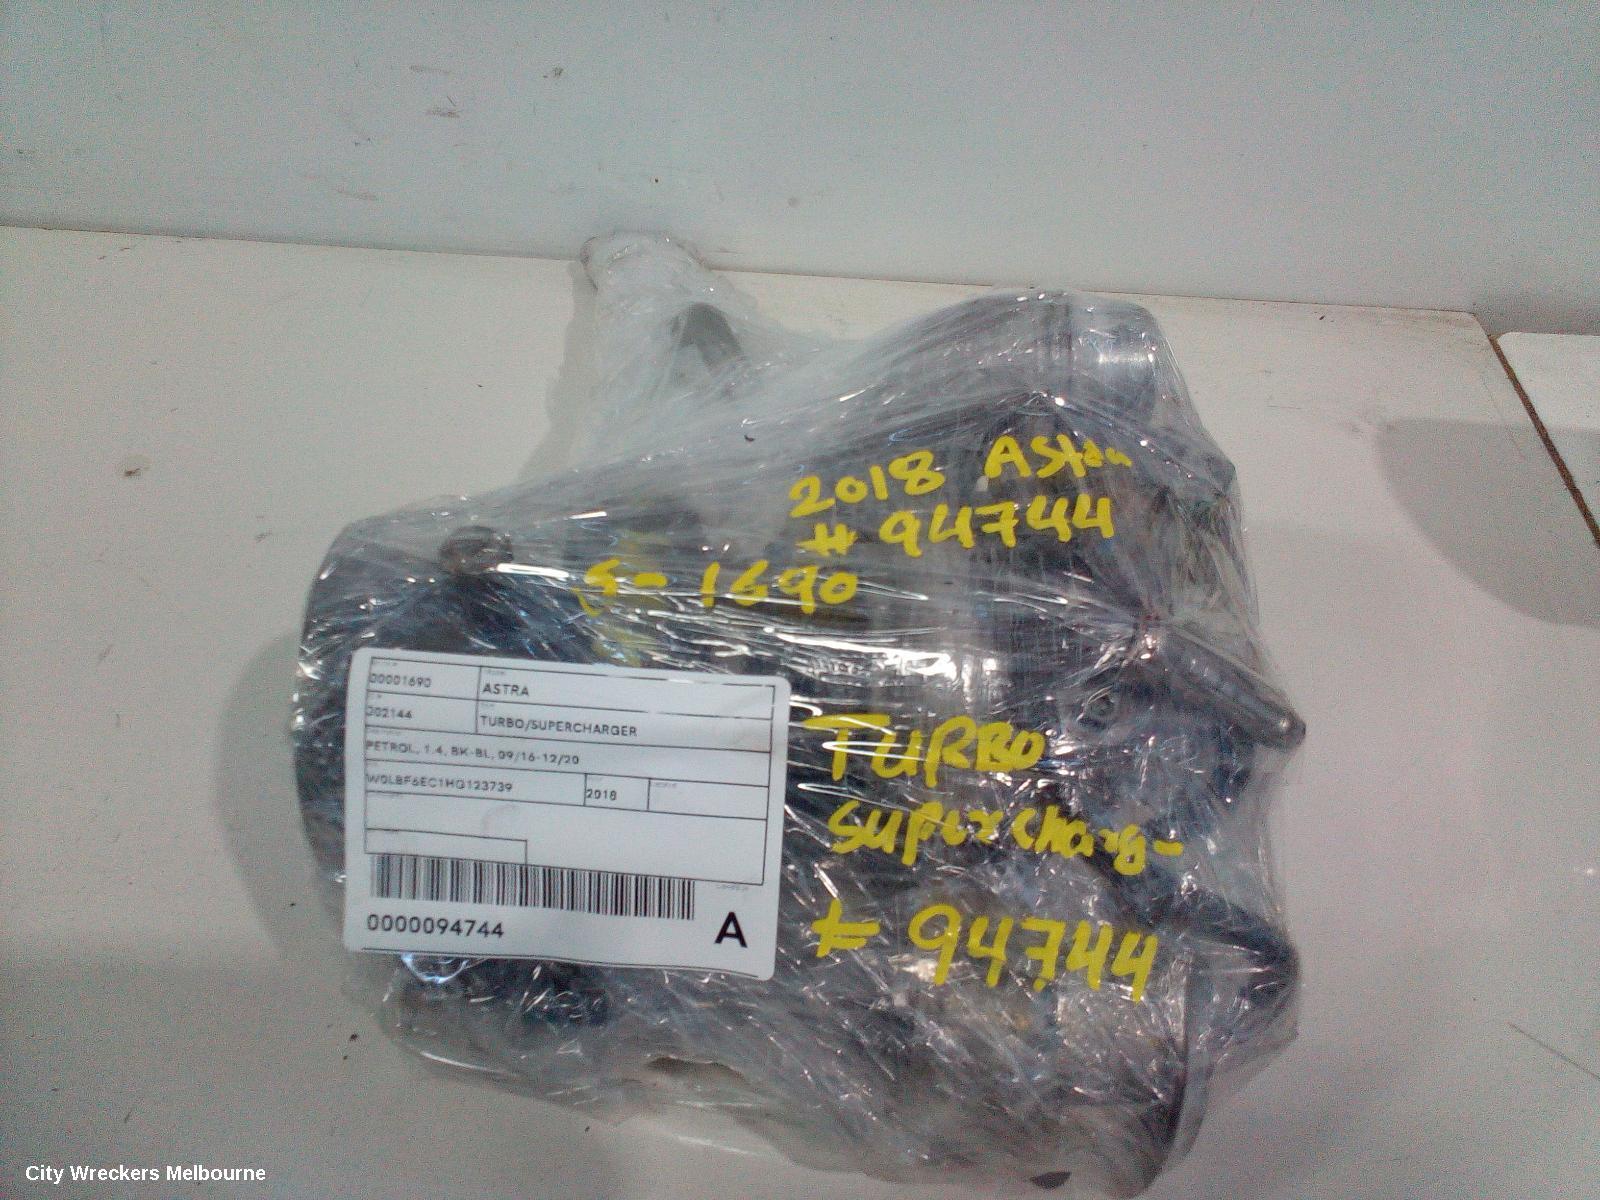 2018 Astra
# 94744
S-1690
00001690
ASTRA
302144
TURBO/SUPERCHARGER
PETROL, 1.4, BK-BL, 09/16-12/20
W0LBF6EC1HG123739
2018
0000094744
A
TURBO
supercharg-
# 94744
City Wreckers Melbourne